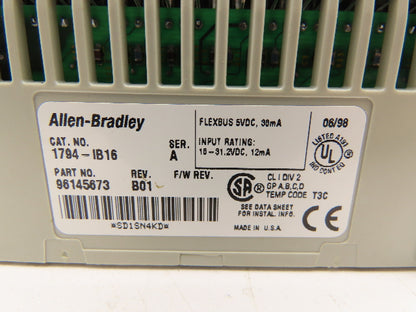 Allen-Bradley
CAT. NO.
1794-IB16
SER.
A
PART NO.
96145673
REV.
B01
F/W REV.
*SD1SN4KD*
FLEXBUS 5VDC, 30mA
INPUT RATING:
10-31.2VDC, 12mA
06/98
LISTED
UL
IND CONT EQ
SA
CL I DIV 2
GP A,B,C,D
TEMP CODE T3C
SEE DATA SHEET
FOR INSTAL. INFO.
MADE IN U.S.A.
CE